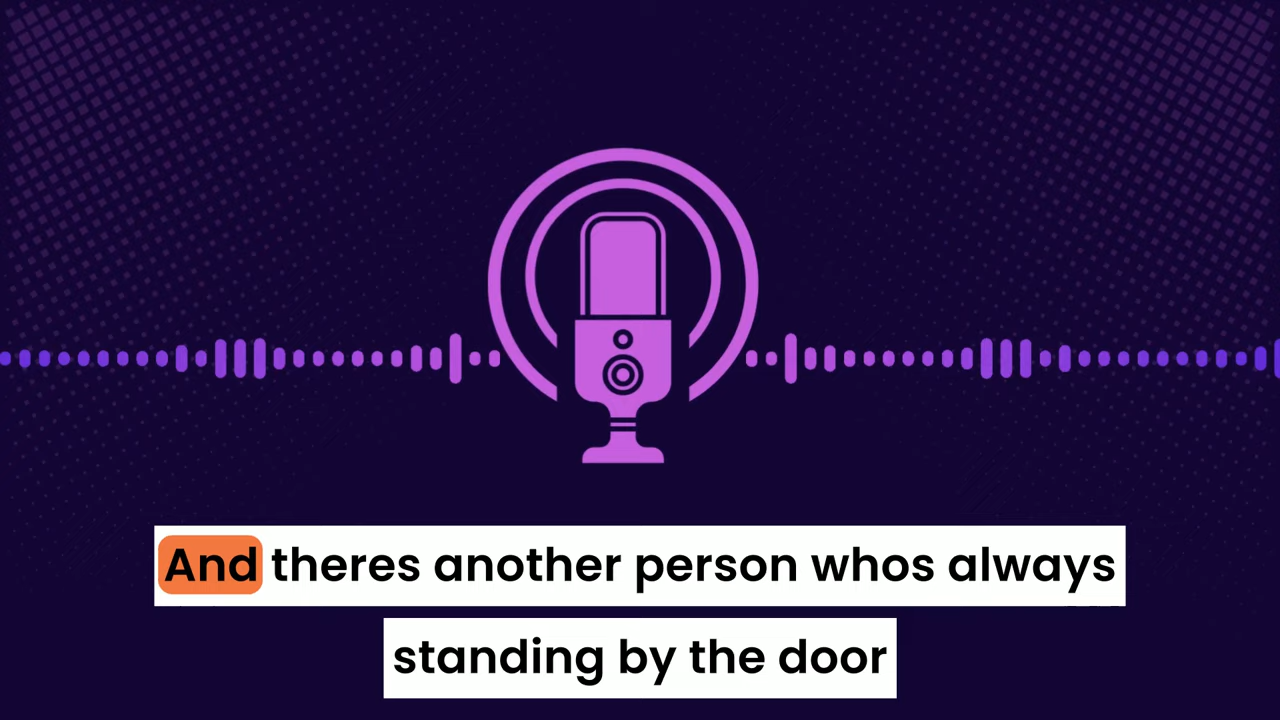 And theres another person whos always
standing by the door